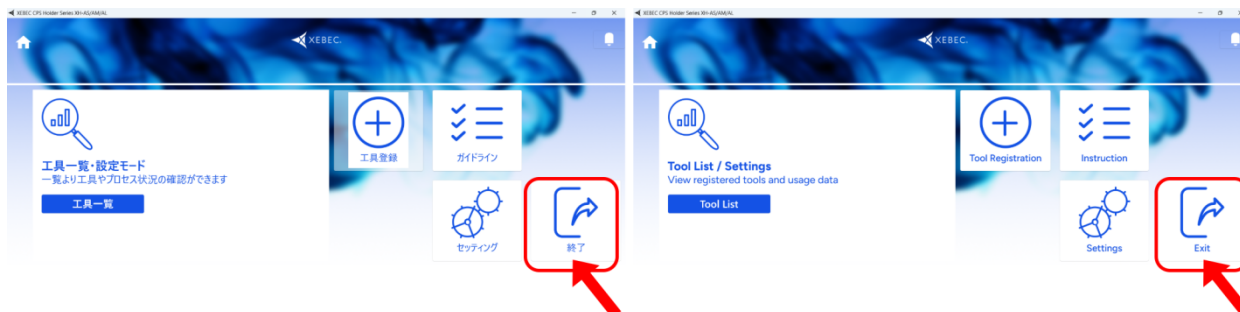 XEBEC CPS Holder Series XH-AS/AM/AL
XEBEC.
工具一覧・設定モード
一覧より工具やプロセス状況の確認ができます
工具一覧
工具登録
ガイドライン
セッティング
終了
XEBEC CPS Holder Series XH-AS/AM/AL
XEBEC.
Tool List / Settings
View registered tools and usage data
Tool List
Tool Registration
Instruction
Settings
Exit